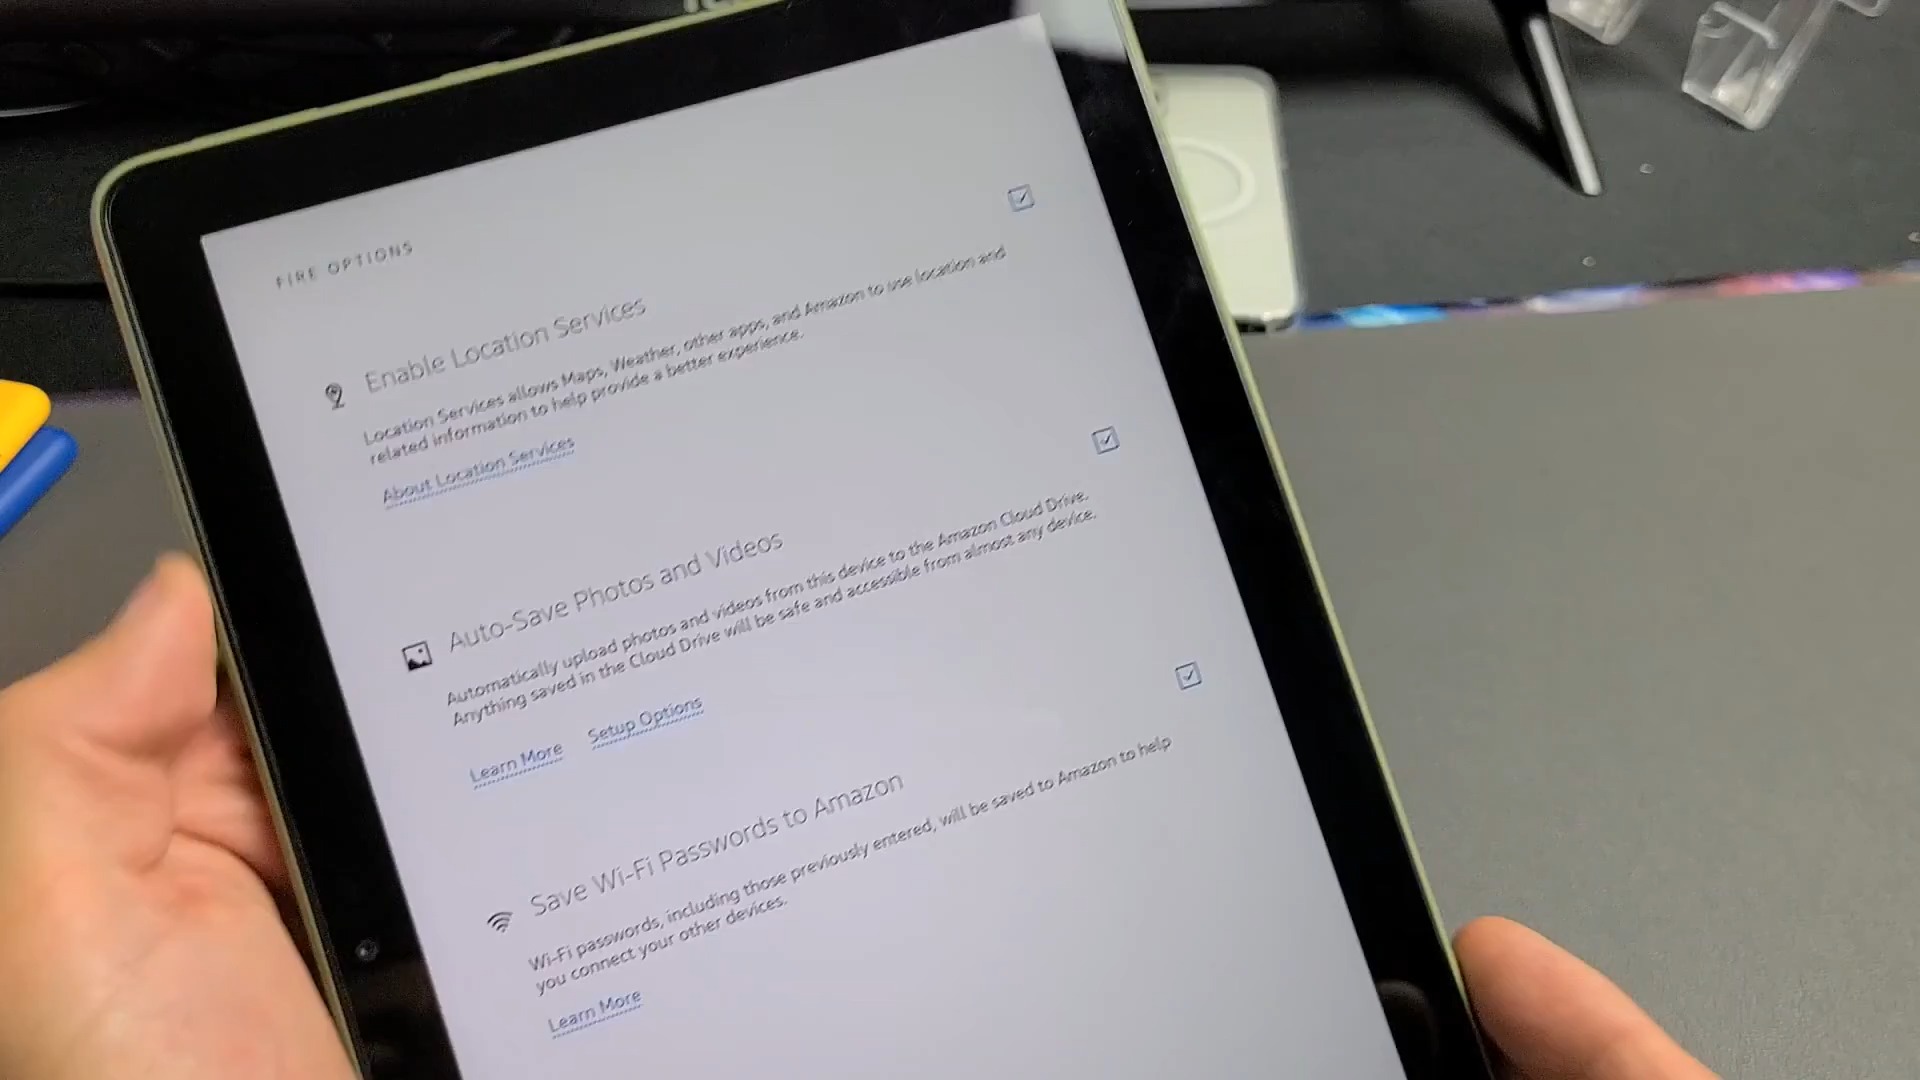 FIRE OPTIONS
Enable Location Services
Location Services allows Maps, Weather, other apps, and Amazon to use location and
related information to help provide a better experience.
About Location Services
Auto-Save Photos and Videos
Automatically upload photos and videos from this device to the Amazon Cloud Drive.
Anything saved in the Cloud Drive will be safe and accessible from almost any device.
Learn More Setup Options
Save Wi-Fi Passwords to Amazon
Wi-Fi passwords, including those previously entered, will be saved to Amazon to help
you connect your other devices.
Learn More